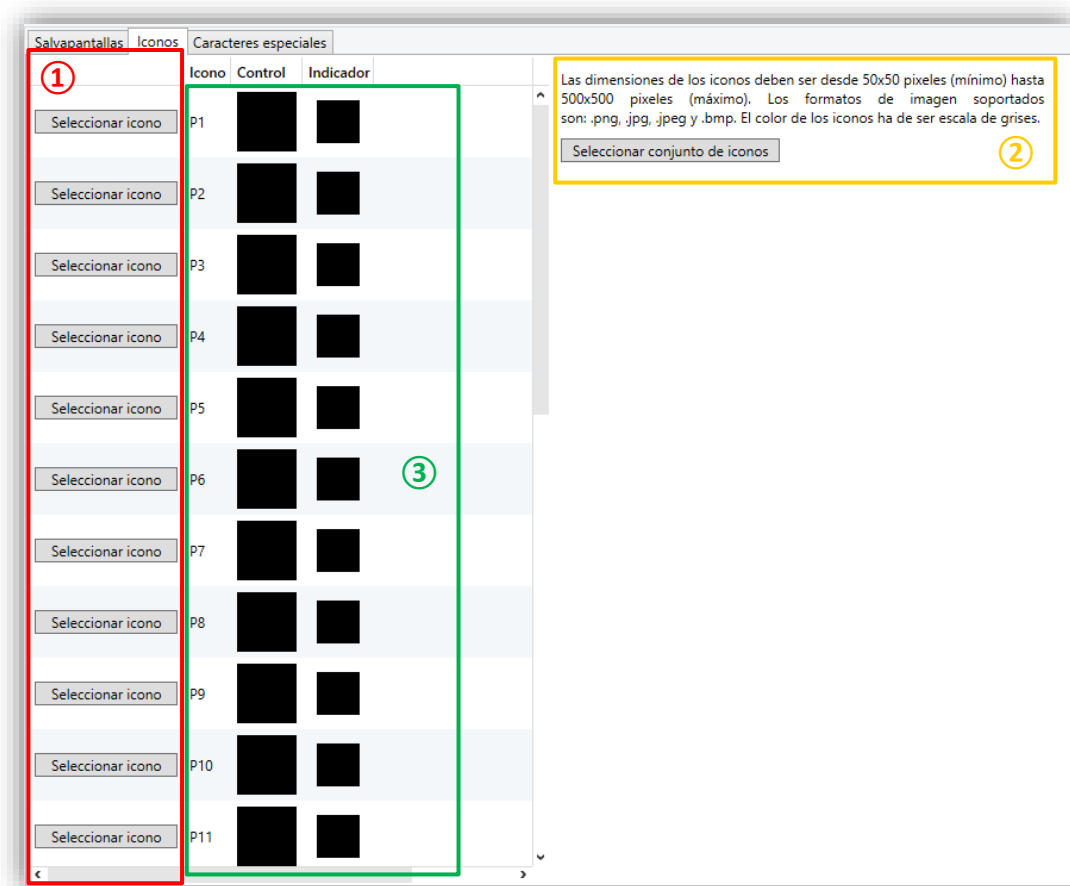 Salvapantallas Iconos Caracteres especiales
① Icono Control Indicador
Seleccionar icono P1
Seleccionar icono P2
Seleccionar icono P3
Seleccionar icono P4
Seleccionar icono P5
Seleccionar icono P6
③
Seleccionar icono P7
Seleccionar icono P8
Seleccionar icono P9
Seleccionar icono P10
Seleccionar icono P11
Las dimensiones de los iconos deben ser desde 50x50 pixeles (mínimo) hasta
500x500 pixeles (máximo). Los formatos de imagen soportados
son: .png, .jpg, .jpeg y .bmp. El color de los iconos ha de ser escala de grises.
Seleccionar conjunto de iconos
②